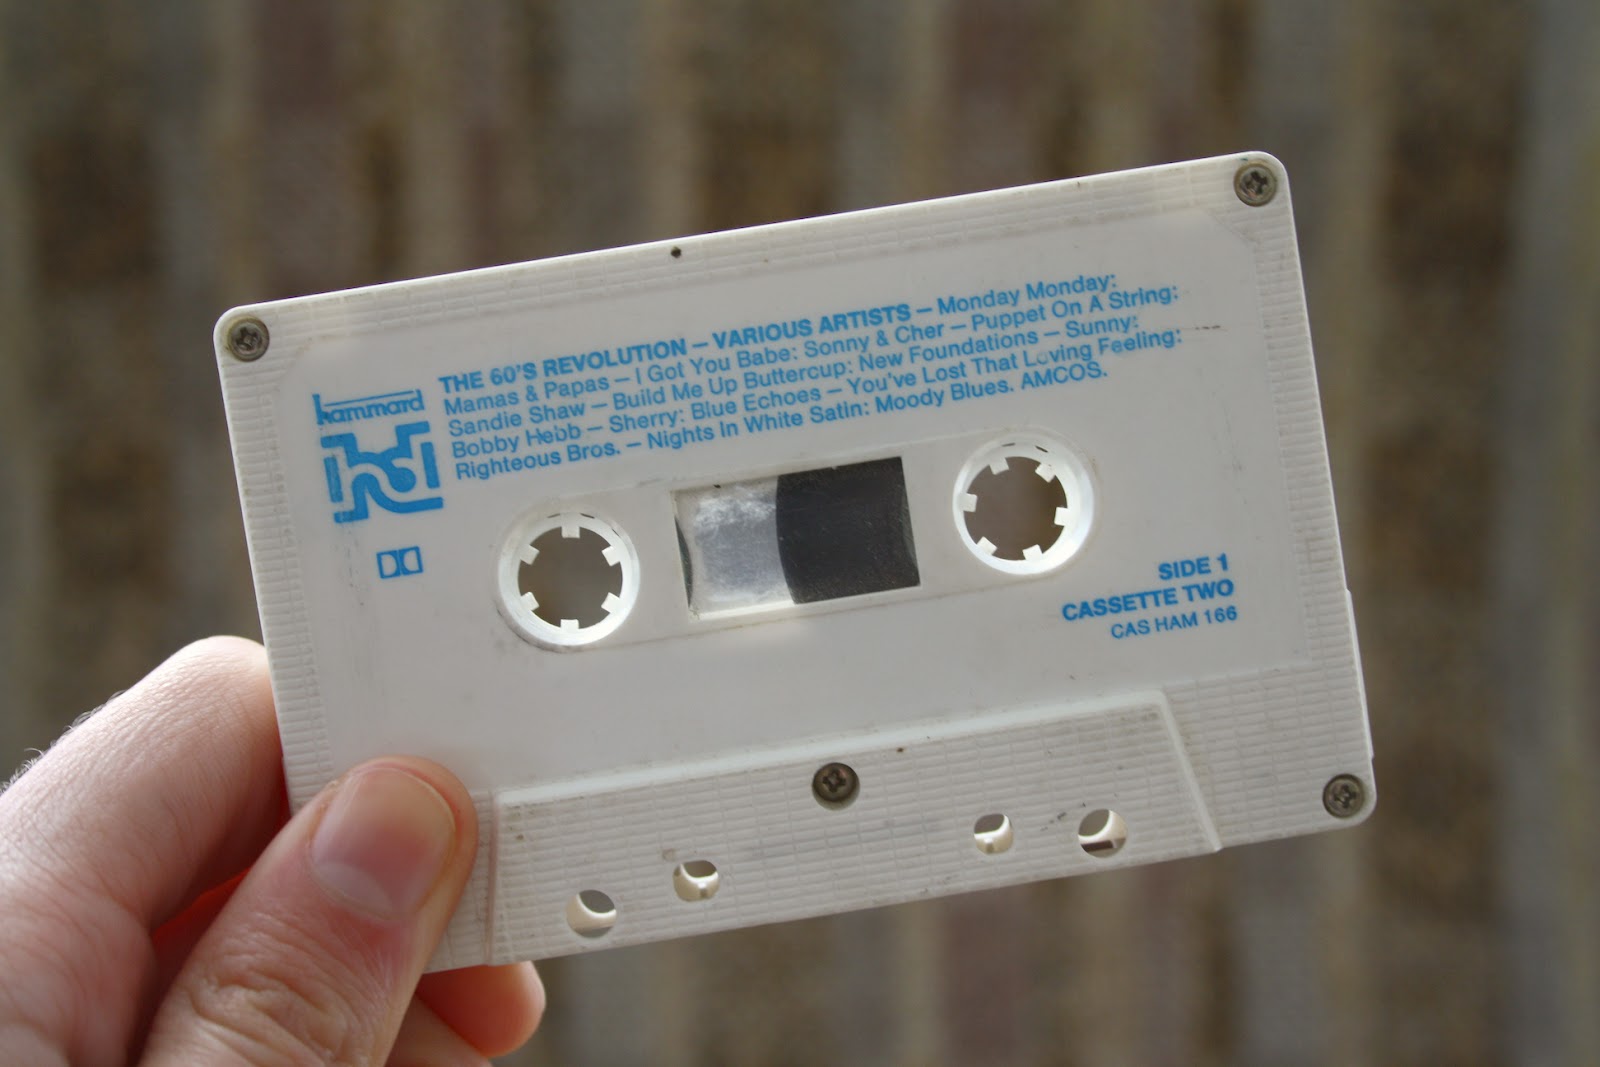 THE 60'S REVOLUTION – VARIOUS ARTISTS – Monday Monday:
Mamas & Papas – I Got You Babe: Sonny & Cher – Puppet On A String:
Sandie Shaw – Build Me Up Buttercup: New Foundations – Sunny:
Bobby Hebb – Sherry: Blue Echoes – You've Lost That Loving Feeling:
Righteous Bros. – Nights In White Satin: Moody Blues. AMCOS.
hammard
SIDE 1
CASSETTE TWO
CAS HAM 166